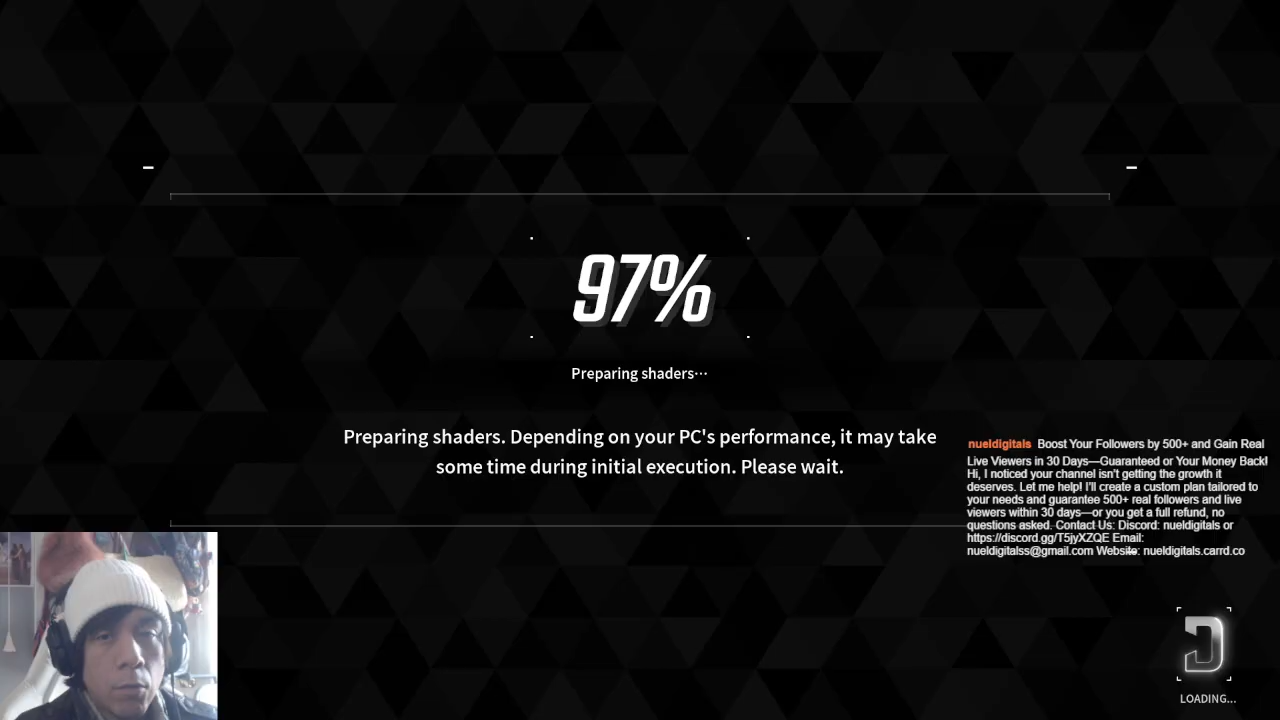 97%
Preparing shaders···
Preparing shaders. Depending on your PC's performance, it may take
some time during initial execution. Please wait.
nueldigitals Boost Your Followers by 500+ and Gain Real
Live Viewers in 30 Days—Guaranteed or Your Money Back!
Hi, I noticed your channel isn't getting the growth it
deserves. Let me help! I'll create a custom plan tailored to
your needs and guarantee 500+ real followers and live
viewers within 30 days—or you get a full refund, no
questions asked. Contact Us: Discord: nueldigitals or
https://discord.gg/T5jyXZQE Email:
nueldigitalss@gmail.com Website: nueldigitals.carrd.co
LOADING...